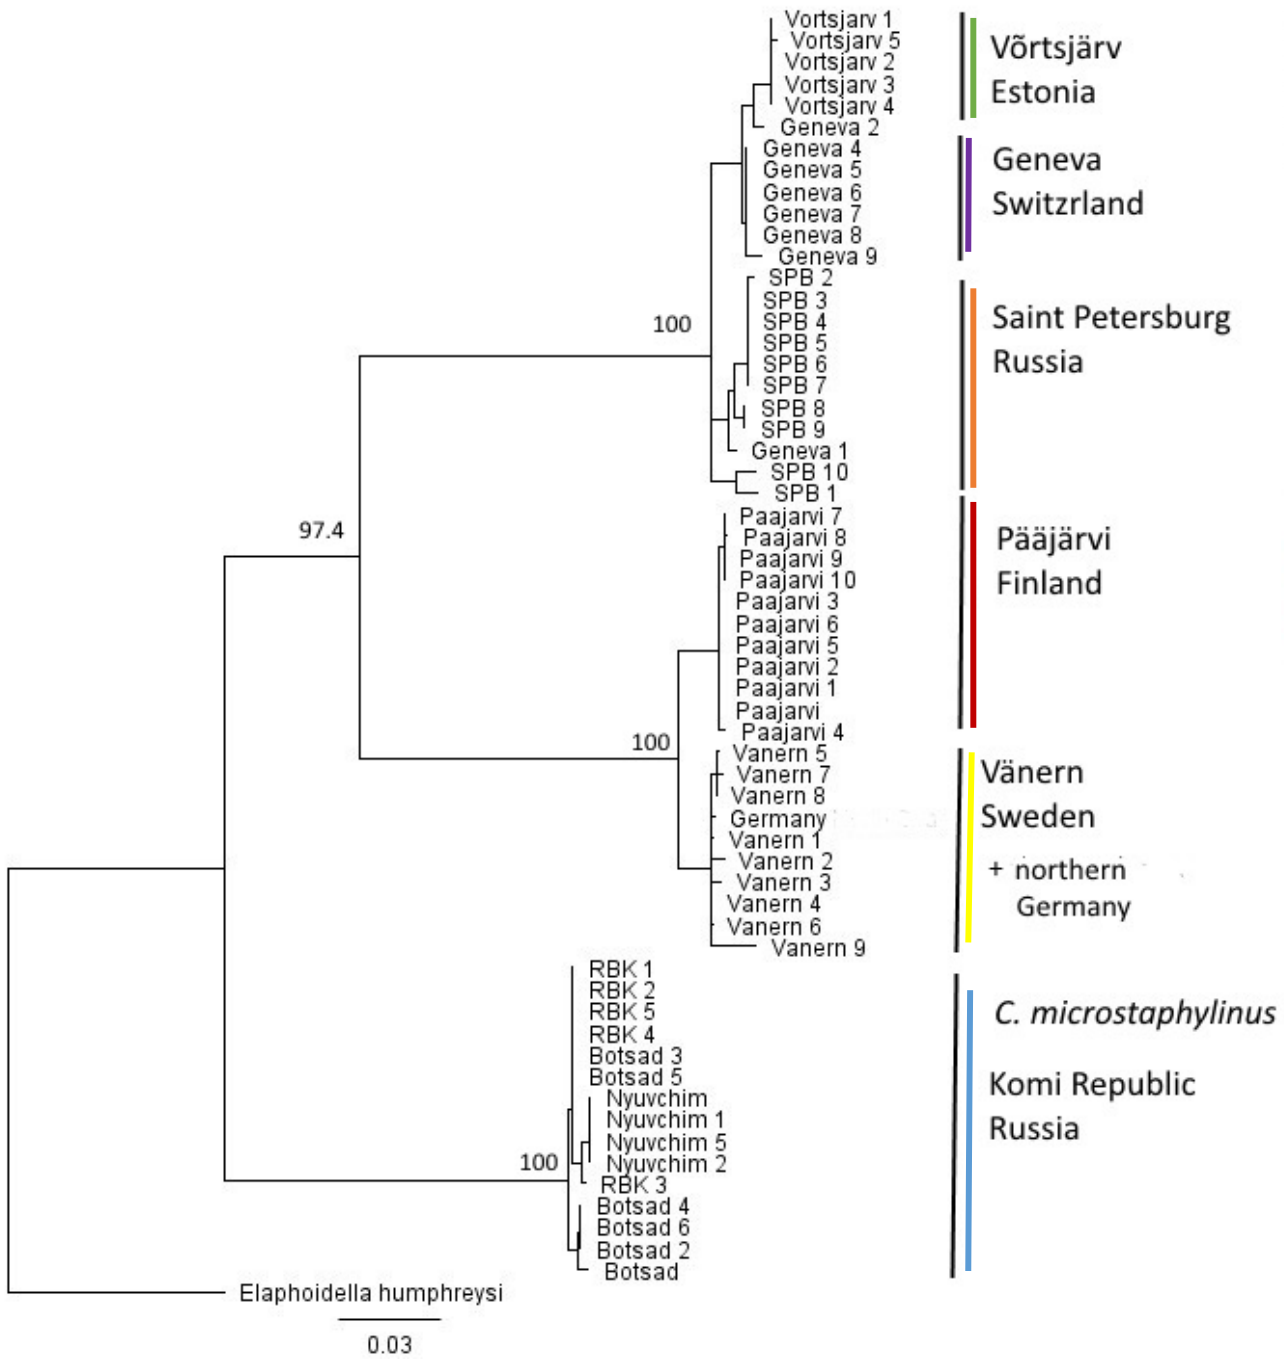 Vortsjarv 1
Vortsjarv 5
Vortsjarv 2
Vortsjarv 3
Vortsjarv 4
Geneva 2
Geneva 4
Geneva 5
Geneva 6
Geneva 7
Geneva 8
Geneva 9
SPB 2
SPB 3
SPB 4
SPB 5
SPB 6
SPB 7
SPB 8
SPB 9
Geneva 1
SPB 10
SPB 1
Paajarvi 7
Paajarvi 8
Paajarvi 9
Paajarvi 10
Paajarvi 3
Paajarvi 6
Paajarvi 5
Paajarvi 2
Paajarvi 1
Paajarvi
Paajarvi 4
Vanern 5
Vanern 7
Vanern 8
Germany
Vanern 1
Vanern 2
Vanern 3
Vanern 4
Vanern 6
Vanern 9
RBK 1
RBK 2
RBK 5
RBK 4
Botsad 3
Botsad 5
Nyuvchim
Nyuvchim 1
Nyuvchim 5
Nyuvchim 2
RBK 3
Botsad 4
Botsad 6
Botsad 2
Botsad
Elaphoidella humphreysi
0.03
100
97.4
100
100
Võrtsjärv
Estonia
Geneva
Switzrland
Saint Petersburg
Russia
Pääjärvi
Finland
Vänern
Sweden
+ northern
Germany
C. microstaphylinus
Komi Republic
Russia